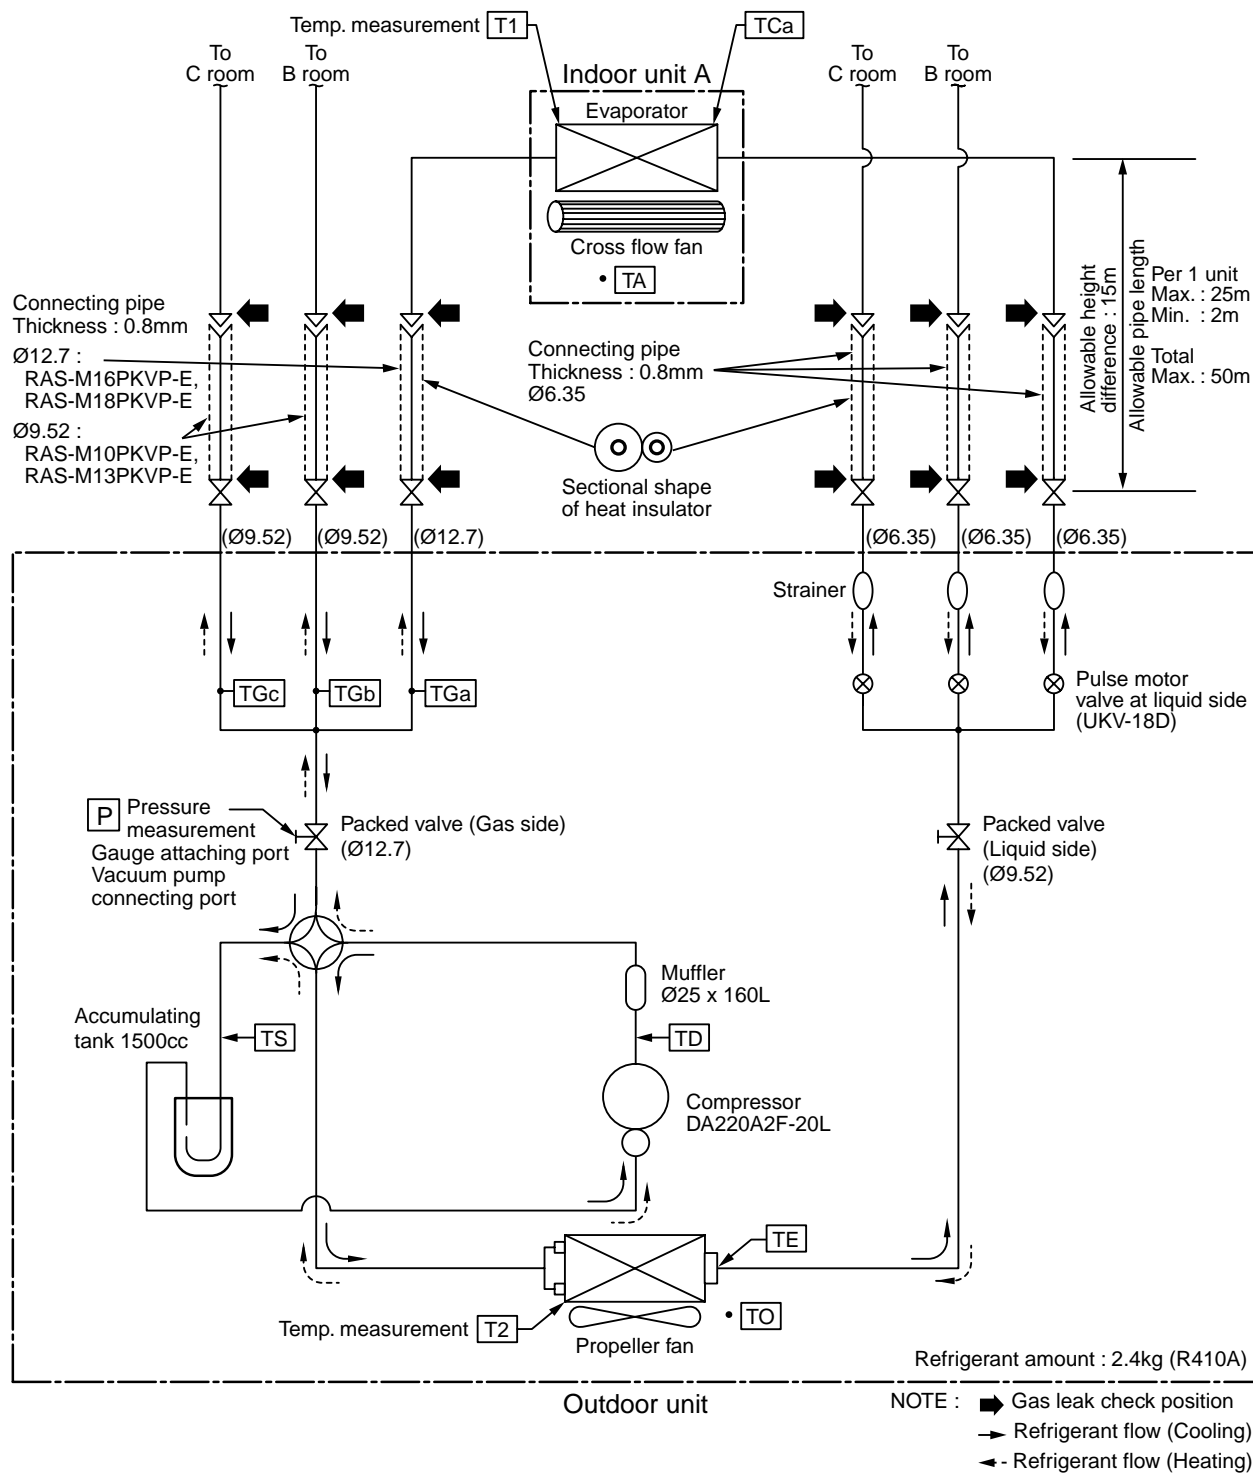 Temp. measurement T1
TCa
To
C room
To
B room
To
C room
To
B room
Indoor unit A
Evaporator
Cross flow fan
• TA
Connecting pipe
Thickness : 0.8mm
Ø12.7 :
RAS-M16PKVP-E,
RAS-M18PKVP-E
Ø9.52 :
RAS-M10PKVP-E,
RAS-M13PKVP-E
Connecting pipe
Thickness : 0.8mm
Ø6.35
Sectional shape
of heat insulator
Allowable height
difference : 15m
Allowable pipe length
Per 1 unit
Max. : 25m
Min. : 2m
Total
Max. : 50m
(Ø9.52)
(Ø9.52)
(Ø12.7)
(Ø6.35)
(Ø6.35)
(Ø6.35)
Strainer
TGc
TGb
TGa
Pulse motor
valve at liquid side
(UKV-18D)
P Pressure
measurement
Gauge attaching port
Vacuum pump
connecting port
Packed valve (Gas side)
(Ø12.7)
Packed valve
(Liquid side)
(Ø9.52)
Muffler
Ø25 x 160L
Accumulating
tank 1500cc
TS
TD
Compressor
DA220A2F-20L
TE
Temp. measurement T2
• TO
Propeller fan
Refrigerant amount : 2.4kg (R410A)
Outdoor unit
NOTE :
Gas leak check position
Refrigerant flow (Cooling)
Refrigerant flow (Heating)